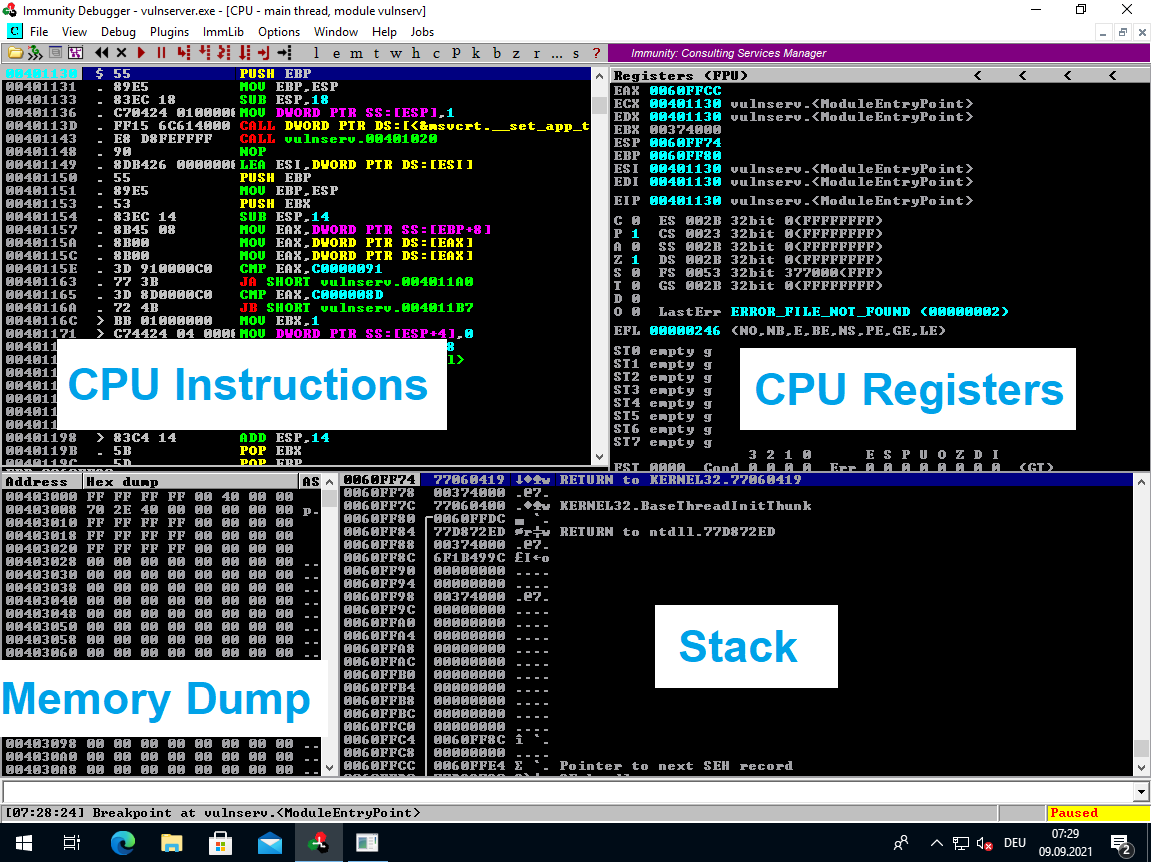 Immunity Debugger - vulnserver.exe - [CPU - main thread, module vulnserv]
C File View Debug Plugins ImmLib Options Window Help Jobs
l e m t w h c P k b z r ... s ? Immunity: Consulting Services Manager
00401130 $ 55 PUSH EBP
00401131 . 89E5 MOV EBP,ESP
00401133 . 83EC 18 SUB ESP,18
00401136 . C70424 0100000 MOV DWORD PTR SS:[ESP],1
0040113D . FF15 6C614000 CALL DWORD PTR DS:[<&msvcrt.__set_app_t
00401143 . E8 D8FEFFFF CALL vulnserv.00401020
00401148 . 90 NOP
00401149 . 8DB426 0000000 LEA ESI,DWORD PTR DS:[ESI]
00401150 . 55 PUSH EBP
00401151 . 89E5 MOV EBP,ESP
00401153 . 53 PUSH EBX
00401154 . 83EC 14 SUB ESP,14
00401157 . 8B45 08 MOV EAX,DWORD PTR SS:[EBP+8]
0040115A . 8B00 MOV EAX,DWORD PTR DS:[EAX]
0040115C . 8B00 MOV EAX,DWORD PTR DS:[EAX]
0040115E . 3D 910000C0 CMP EAX,C0000091
00401163 . 77 3B JA SHORT vulnserv.004011A0
00401165 . 3D 8D0000C0 CMP EAX,C000008D
0040116A . 72 4B JB SHORT vulnserv.004011B7
0040116C > BB 01000000 MOV EBX,1
00401171 > C74424 04 0000 MOV DWORD PTR SS:[ESP+4],0
CPU Instructions
00401198 > 83C4 14 ADD ESP,14
0040119B . 5B POP EBX
0040119C . 5D POP EBP
Registers (FPU) < < < <
EAX 0060FFCC
ECX 00401130 vulnserv.<ModuleEntryPoint>
EDX 00401130 vulnserv.<ModuleEntryPoint>
EBX 00374000
ESP 0060FF74
EBP 0060FF80
ESI 00401130 vulnserv.<ModuleEntryPoint>
EDI 00401130 vulnserv.<ModuleEntryPoint>
EIP 00401130 vulnserv.<ModuleEntryPoint>
C 0 ES 002B 32bit 0(FFFFFFFF)
P 1 CS 0023 32bit 0(FFFFFFFF)
A 0 SS 002B 32bit 0(FFFFFFFF)
Z 1 DS 002B 32bit 0(FFFFFFFF)
S 0 FS 0053 32bit 377000(FFF)
T 0 GS 002B 32bit 0(FFFFFFFF)
D 0
O 0 LastErr ERROR_FILE_NOT_FOUND (00000002)
EFL 00000246 (NO,NB,E,BE,NS,PE,GE,LE)
ST0 empty g
ST1 empty g
ST2 empty g
ST3 empty g
ST4 empty g
ST5 empty g
ST6 empty g
ST7 empty g
CPU Registers
3 2 1 0 E S P U O Z D I
FST 0000 Cond 0 0 0 0 Err 0 0 0 0 0 0 0 0 (GT)
Address Hex dump AS
00403000 FF FF FF FF 00 40 00 00
00403008 70 2E 40 00 00 00 00 00 p.
00403010 FF FF FF FF 00 00 00 00
00403018 FF FF FF FF 00 00 00 00
00403020 FF FF FF FF 00 00 00 00
00403028 00 00 00 00 00 00 00 00 ..
00403030 00 00 00 00 00 00 00 00 ..
00403038 00 00 00 00 00 00 00 00 ..
00403040 00 00 00 00 00 00 00 00 ..
00403048 00 00 00 00 00 00 00 00 ..
00403050 00 00 00 00 00 00 00 00 ..
00403058 00 00 00 00 00 00 00 00 ..
00403060 00 00 00 00 00 00 00 00 ..
Memory Dump
00403098 00 00 00 00 00 00 00 00 ..
004030A0 00 00 00 00 00 00 00 00 ..
004030A8 00 00 00 00 00 00 00 00 ..
0060FF74 77060419 RETURN to KERNEL32.77060419
0060FF78 00374000 .@7.
0060FF7C 77060400 KERNEL32.BaseThreadInitThunk
0060FF80 0060FFDC
0060FF84 77D872ED RETURN to ntdll.77D872ED
0060FF88 00374000 .@7.
0060FF8C 6F1B499C
0060FF90 00000000 ....
0060FF94 00000000 ....
0060FF98 00374000 .@7.
0060FF9C 00000000 ....
0060FFA0 00000000 ....
0060FFA4 00000000 ....
0060FFA8 00000000 ....
0060FFAC 00000000 ....
0060FFB0 00000000 ....
0060FFB4 00000000 ....
0060FFB8 00000000 ....
0060FFBC 00000000 ....
0060FFC0 00000000 ....
0060FFC4 0060FF8C î `.
0060FFC8 00000000 ....
0060FFCC 0060FFE4 Σ `. Pointer to next SEH record
Stack
[07:28:24] Breakpoint at vulnserv.<ModuleEntryPoint> Paused
DEU 07:29
09.09.2021
2